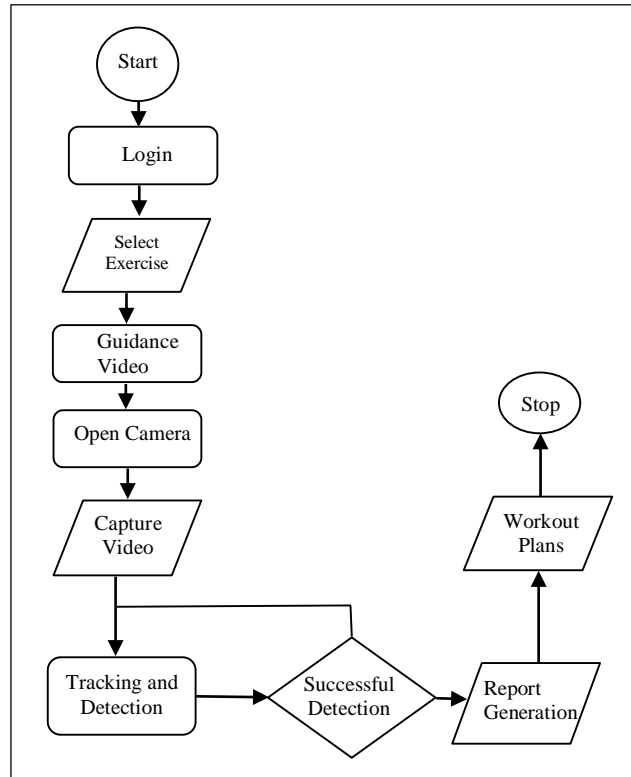 Start
Login
Select
Exercise
Guidance
Video
Open Camera
Capture
Video
Tracking and
Detection
Successful
Detection
Report
Generation
Workout
Plans
Stop